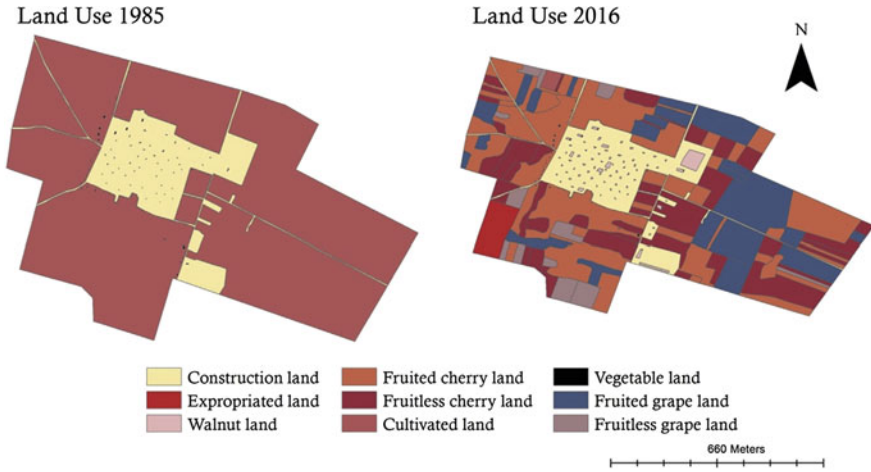 Land Use 1985
Land Use 2016
N
Construction land
Fruited cherry land
Vegetable land
Expropriated land
Fruitless cherry land
Fruited grape land
Walnut land
Cultivated land
Fruitless grape land
660 Meters